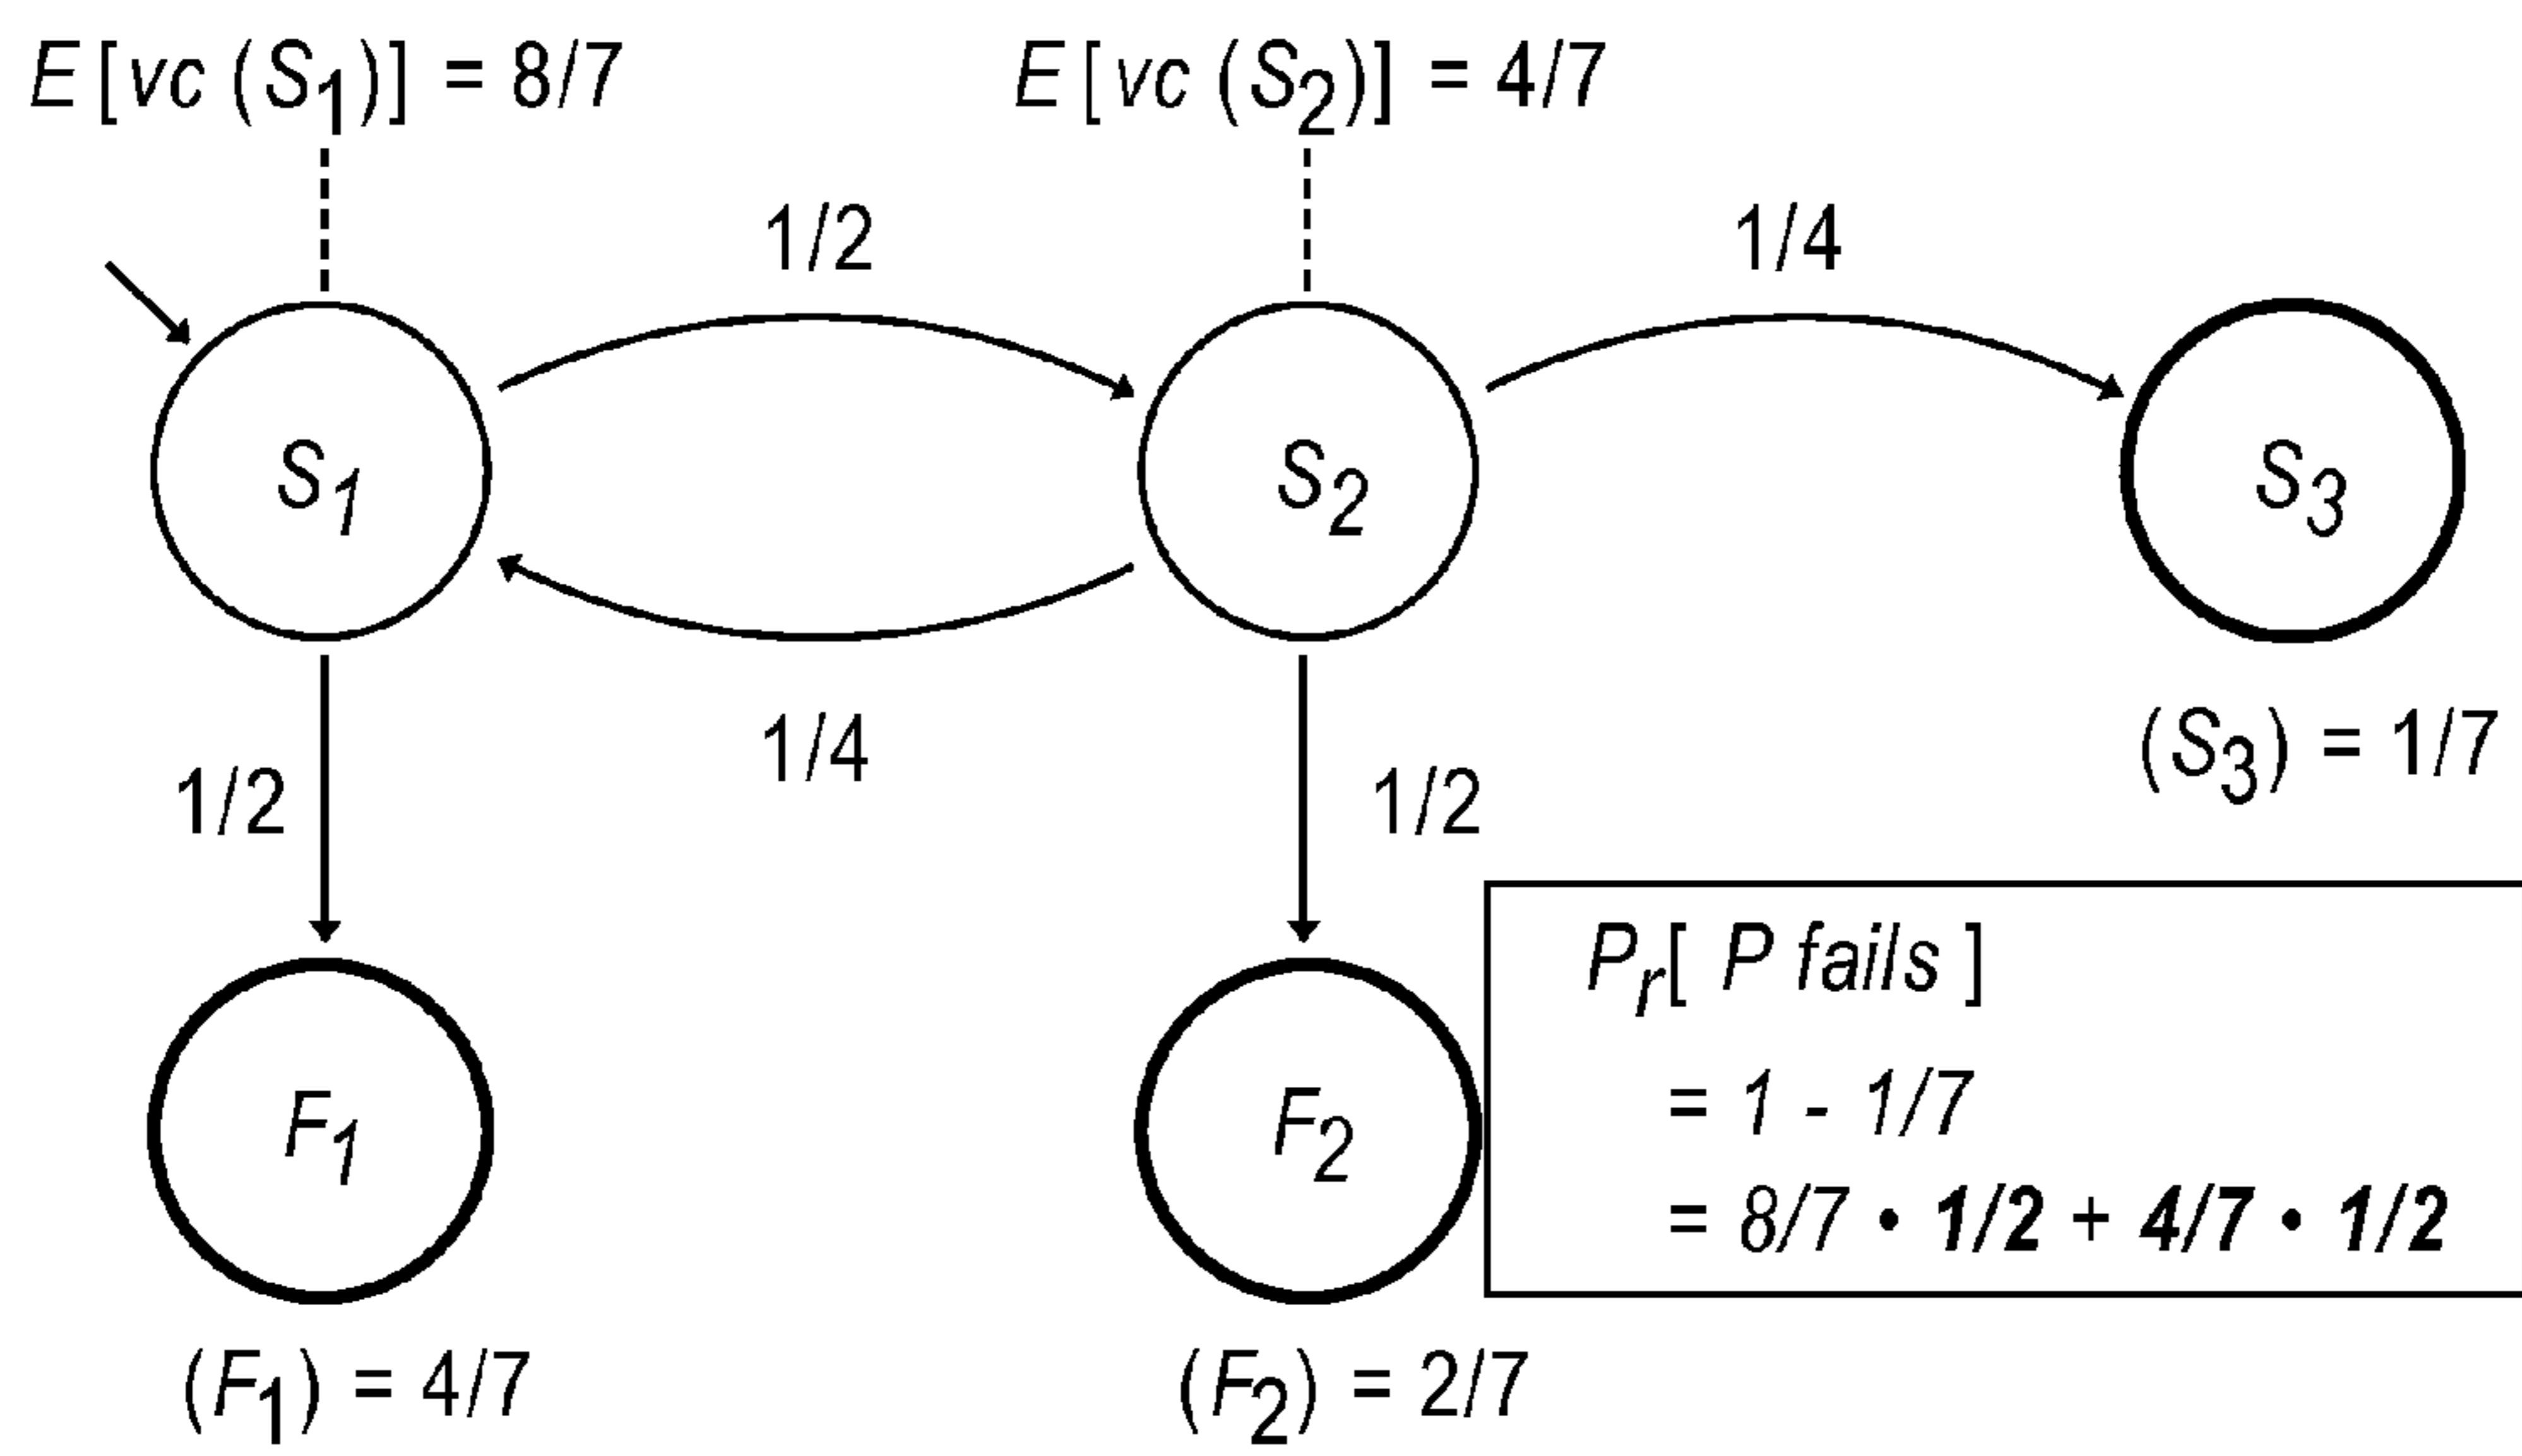 E [ vc (S1)] = 8/7
E [ vc (S2)] = 4/7
1/2
1/4
S1
S2
S3
1/4
(S3) = 1/7
1/2
1/2
Pr[ P fails ]
= 1 - 1/7
= 8/7 • 1/2 + 4/7 • 1/2
F1
F2
(F1) = 4/7
(F2) = 2/7